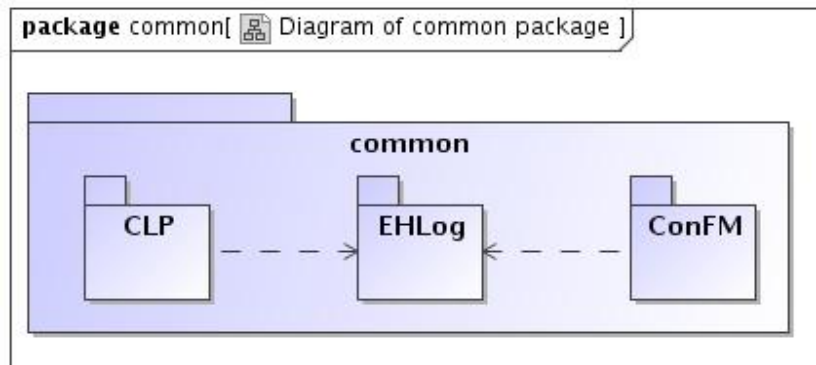 package common[ Diagram of common package ]
common
CLP
EHLog
ConFM